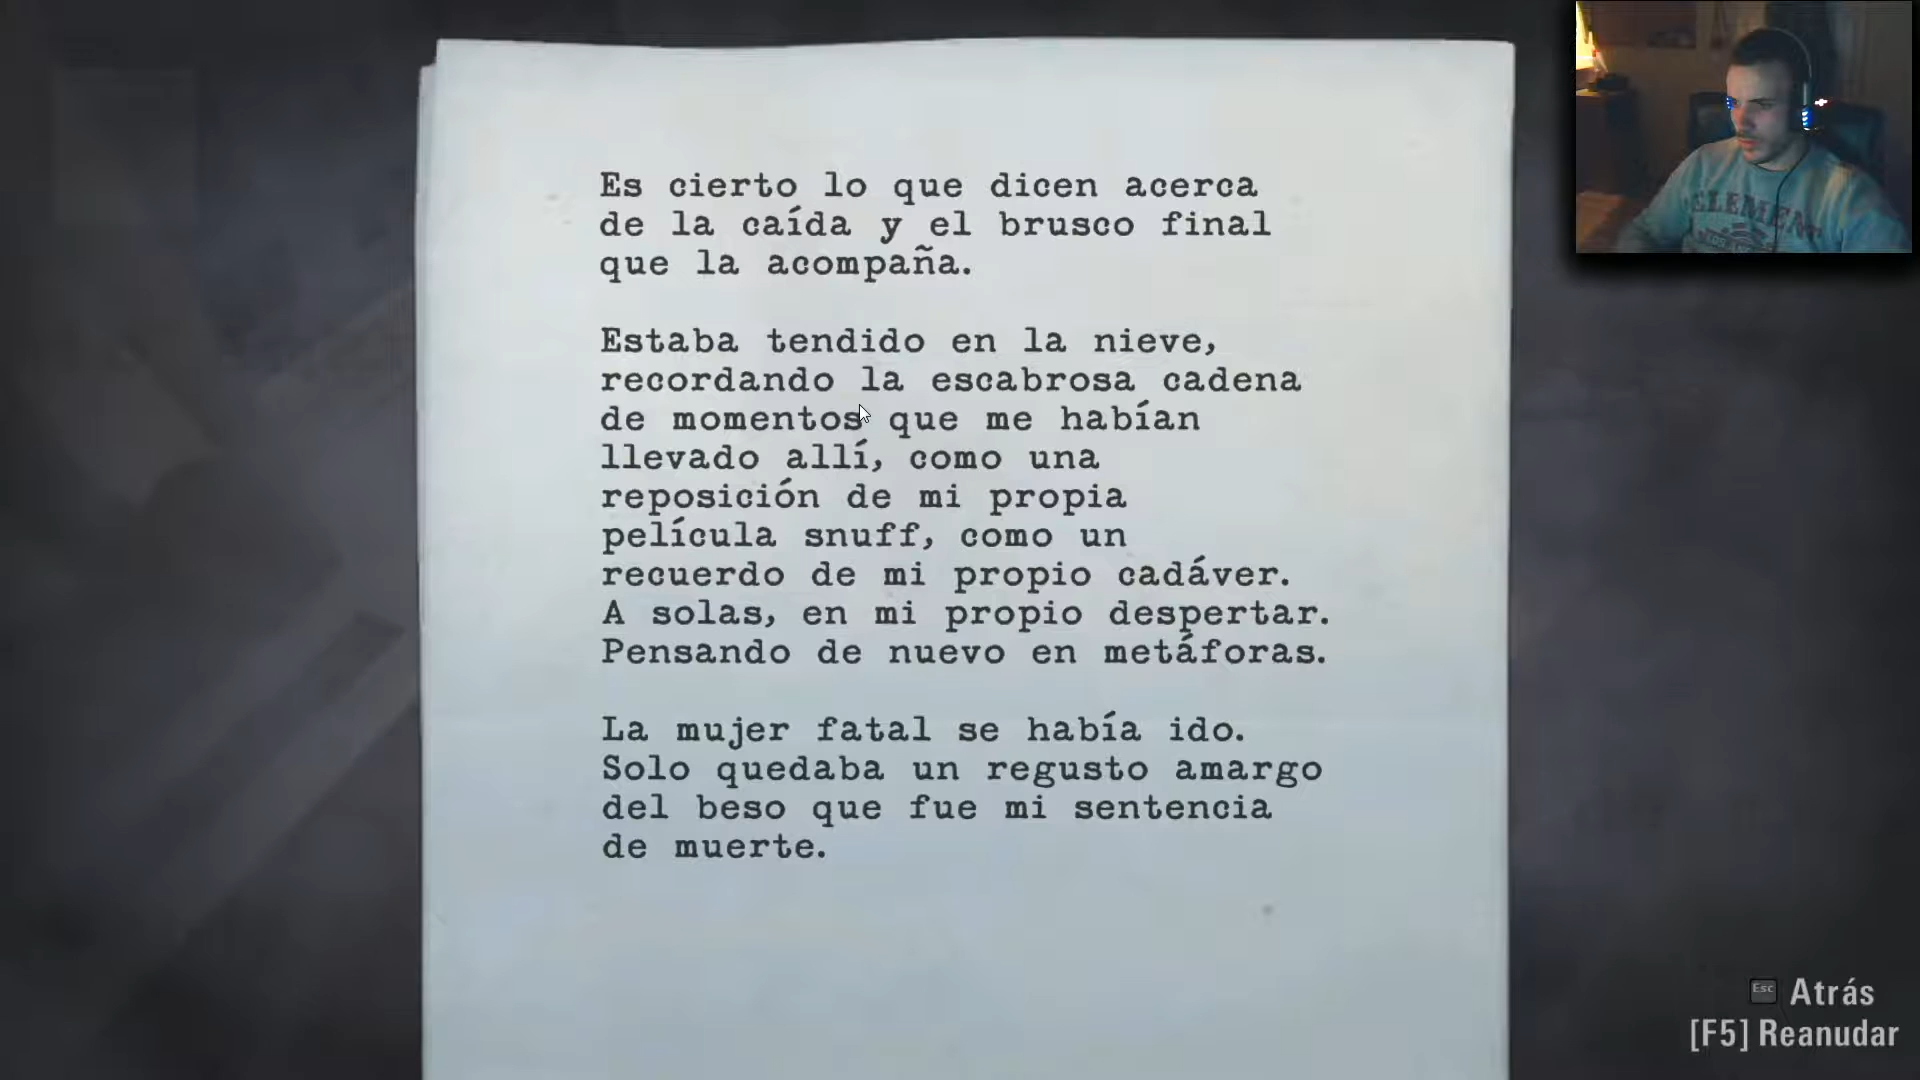 Es cierto lo que dicen acerca
de la caída y el brusco final
que la acompaña.
Estaba tendido en la nieve,
recordando la escabrosa cadena
de momentos que me habían
llevado allí, como una
reposición de mi propia
película snuff, como un
recuerdo de mi propio cadáver.
A solas, en mi propio despertar.
Pensando de nuevo en metáforas.
La mujer fatal se había ido.
Solo quedaba un regusto amargo
del beso que fue mi sentencia
de muerte.
ELEMENT
Esc Atrás
[F5] Reanudar